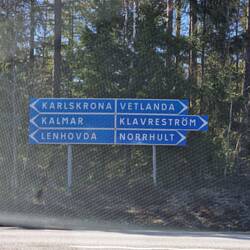 KARLSKRONA VETLANDA
KALMAR KLAVRESTRÖM
LENHOVDA NORRHULT